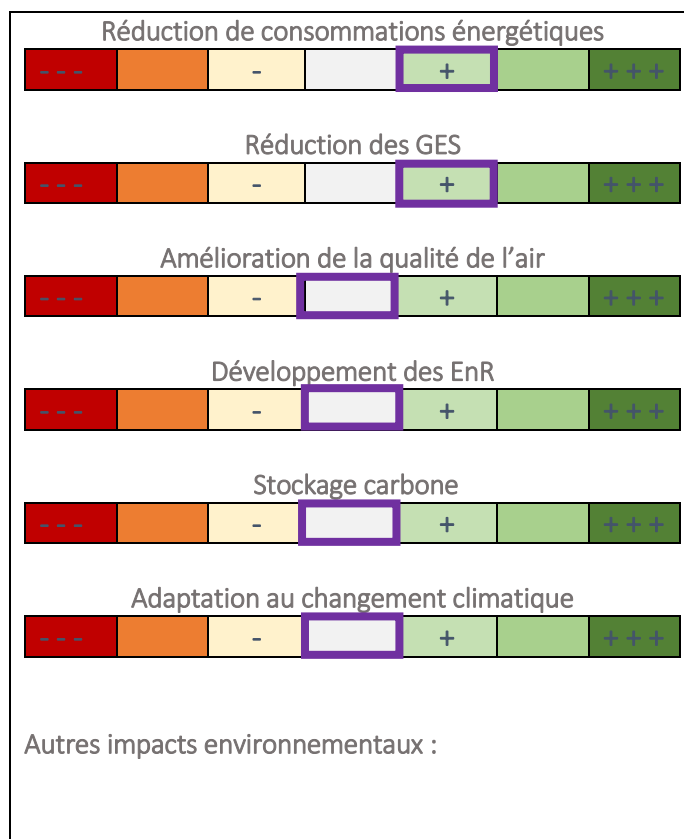 Réduction de consommations énergétiques
- - - - + + + +
Réduction des GES
- - - - + + + +
Amélioration de la qualité de l’air
- - - - + + + +
Développement des EnR
- - - - + + + +
Stockage carbone
- - - - + + + +
Adaptation au changement climatique
- - - - + + + +
Autres impacts environnementaux :